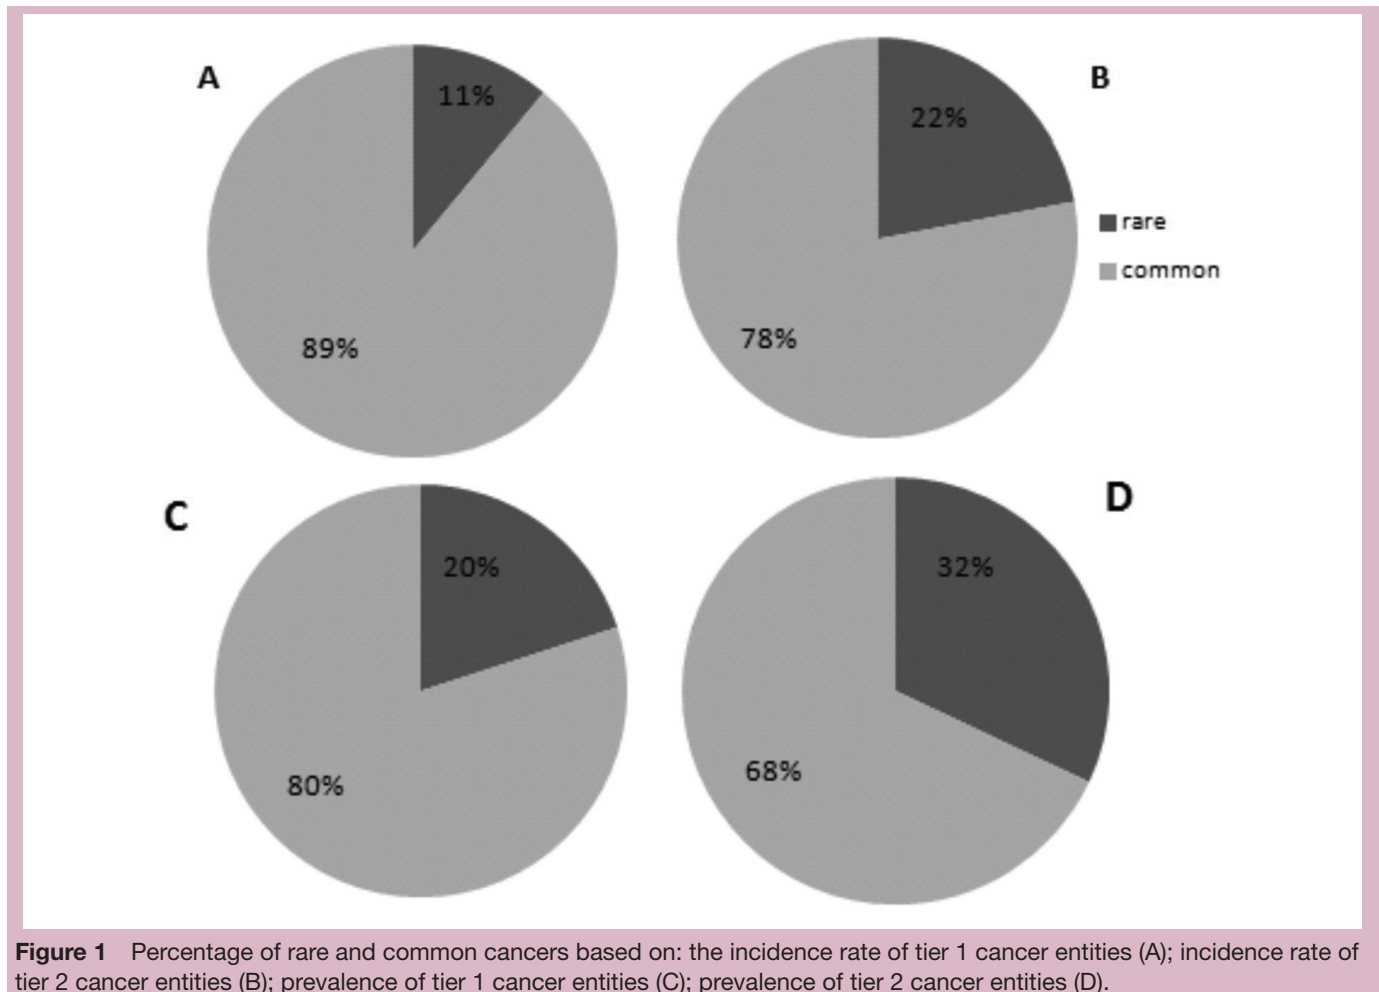 A
11%
89%
B
22%
78%
rare
common
C
20%
80%
D
32%
68%
Figure 1 Percentage of rare and common cancers based on: the incidence rate of tier 1 cancer entities (A); incidence rate of
tier 2 cancer entities (B); prevalence of tier 1 cancer entities (C); prevalence of tier 2 cancer entities (D).